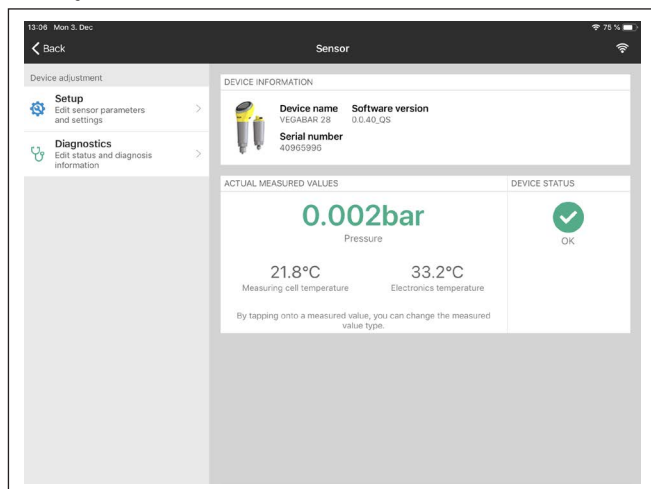 13:06 Mon 3. Dec
75 %
Back
Sensor
Device adjustment
Setup
Edit sensor parameters
and settings
Diagnostics
Edit status and diagnosis
information
DEVICE INFORMATION
Device name Software version
VEGABAR 28 0.0.40_QS
Serial number
40965996
ACTUAL MEASURED VALUES
DEVICE STATUS
0.002bar
Pressure
OK
21.8°C 33.2°C
Measuring cell temperature Electronics temperature
By tapping onto a measured value, you can change the measured
value type.